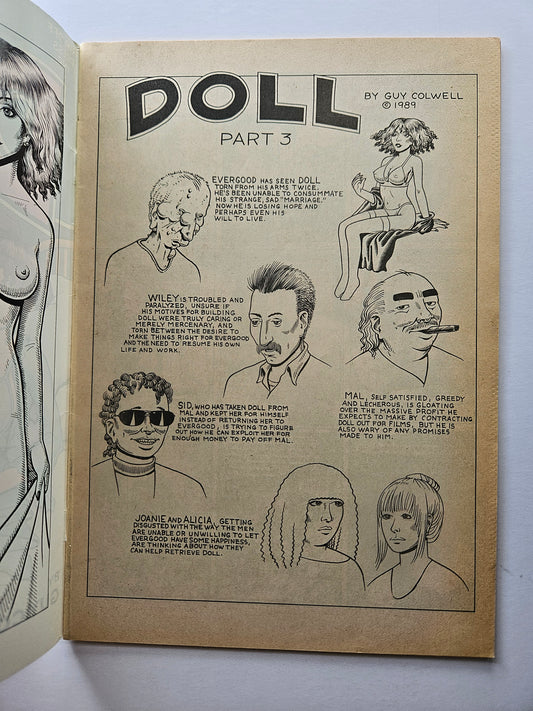 DOLL
BY GUY COLWELL
© 1989
PART 3
EVERGOOD HAS SEEN DOLL
TORN FROM HIS ARMS TWICE.
HE'S BEEN UNABLE TO CONSUMMATE
HIS STRANGE, SAD "MARRIAGE."
NOW HE IS LOSING HOPE AND
PERHAPS EVEN HIS
WILL TO LIVE.
WILEY IS TROUBLED AND
PARALYZED, UNSURE IF
HIS MOTIVES FOR BUILDING
DOLL WERE TRULY CARING OR
MERELY MERCENARY, AND
TORN BETWEEN THE DESIRE TO
MAKE THINGS RIGHT FOR EVERGOOD
AND THE NEED TO RESUME HIS OWN
LIFE AND WORK.
MAL, SELF SATISFIED, GREEDY
AND LECHEROUS, IS GLOATING
OVER THE MASSIVE PROFIT HE
EXPECTS TO MAKE BY CONTRACTING
DOLL OUT FOR FILMS, BUT HE IS
ALSO WARY OF ANY PROMISES
MADE TO HIM.
SID, WHO HAS TAKEN DOLL FROM
MAL AND KEPT HER FOR HIMSELF
INSTEAD OF RETURNING HER TO
EVERGOOD, IS TRYING TO FIGURE
OUT HOW HE CAN EXPLOIT HER FOR
ENOUGH MONEY TO PAY OFF MAL.
JOANIE AND ALICIA, GETTING
DISGUSTED WITH THE WAY THE MEN
ARE UNABLE OR UNWILLING TO LET
EVERGOOD HAVE SOME HAPPINESS,
ARE THINKING ABOUT HOW THEY
CAN HELP RETRIEVE DOLL.